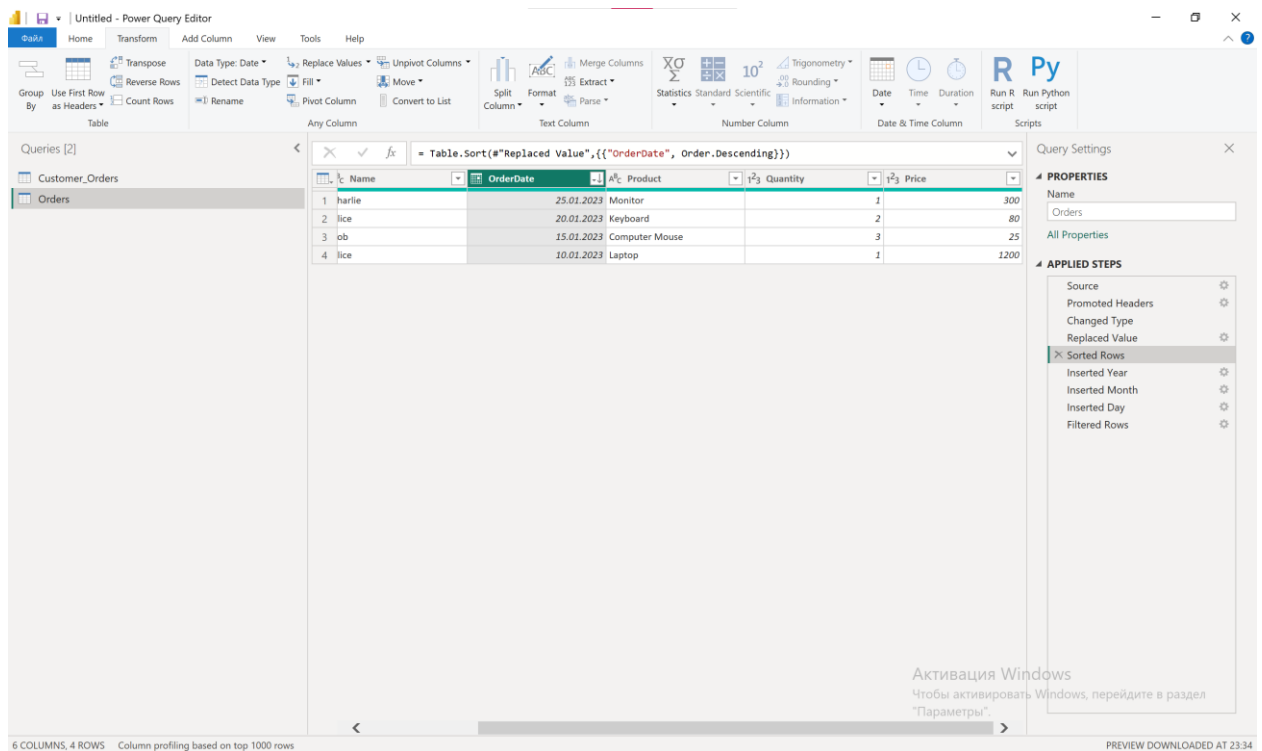 Untitled - Power Query Editor
Файл Home Transform Add Column View Tools Help
Group By
Use First Row as Headers
Transpose
Reverse Rows
Count Rows
Table
Data Type: Date
Detect Data Type
Rename
Replace Values
Fill
Pivot Column
Unpivot Columns
Move
Convert to List
Any Column
Split Column
Format
ABC
Merge Columns
Extract
Parse
Text Column
Statistics
Standard
Scientific
10²
Trigonometry
Rounding
Information
Number Column
Date
Time
Duration
Date & Time Column
R
Run R script
Py
Run Python script
Scripts
Queries [2]
Customer_Orders
Orders
fx = Table.Sort(#"Replaced Value",{{"OrderDate", Order.Descending}})
Name OrderDate ABC Product 123 Quantity 123 Price
1 harlie 25.01.2023 Monitor 1 300
2 lice 20.01.2023 Keyboard 2 80
3 ob 15.01.2023 Computer Mouse 3 25
4 lice 10.01.2023 Laptop 1 1200
Query Settings
PROPERTIES
Name
Orders
All Properties
APPLIED STEPS
Source
Promoted Headers
Changed Type
Replaced Value
Sorted Rows
Inserted Year
Inserted Month
Inserted Day
Filtered Rows
Активация Windows
Чтобы активировать Windows, перейдите в раздел
"Параметры".
6 COLUMNS, 4 ROWS Column profiling based on top 1000 rows
PREVIEW DOWNLOADED AT 23:34